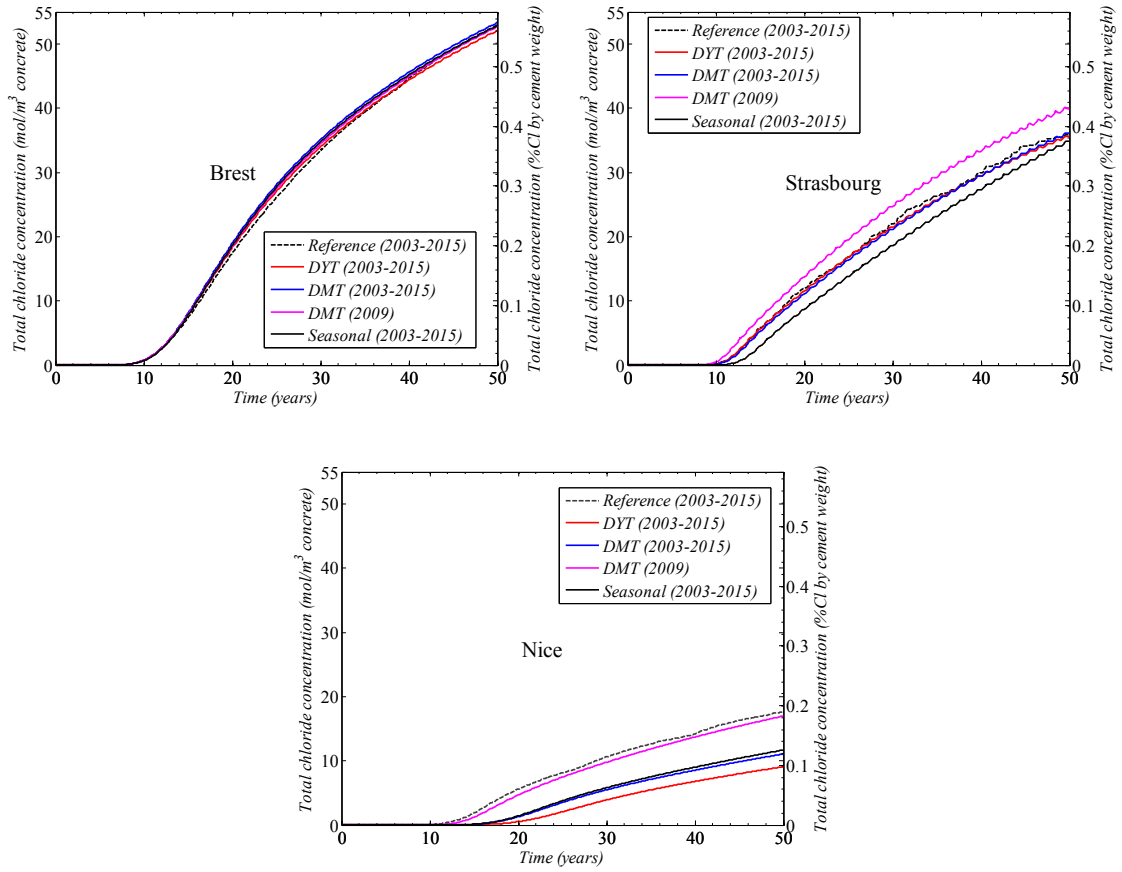 Total chloride concentration (mol/m³ concrete)
55
50
40
30
20
10
0
Brest
Reference (2003-2015)
DYT (2003-2015)
DMT (2003-2015)
DMT (2009)
Seasonal (2003-2015)
0 10 20 30 40 50
Time (years)
0.5
0.4
0.3
0.2
0.1
0
Total chloride concentration (%Cl by cement weight)
Total chloride concentration (mol/m³ concrete)
55
50
40
30
20
10
0
Reference (2003-2015)
DYT (2003-2015)
DMT (2003-2015)
DMT (2009)
Seasonal (2003-2015)
Strasbourg
0 10 20 30 40 50
Time (years)
0.5
0.4
0.3
0.2
0.1
0
Total chloride concentration (%Cl by cement weight)
Total chloride concentration (mol/m³ concrete)
55
50
40
30
20
10
0
Reference (2003-2015)
DYT (2003-2015)
DMT (2003-2015)
DMT (2009)
Seasonal (2003-2015)
Nice
0 10 20 30 40 50
Time (years)
0.5
0.4
0.3
0.2
0.1
0
Total chloride concentration (%Cl by cement weight)